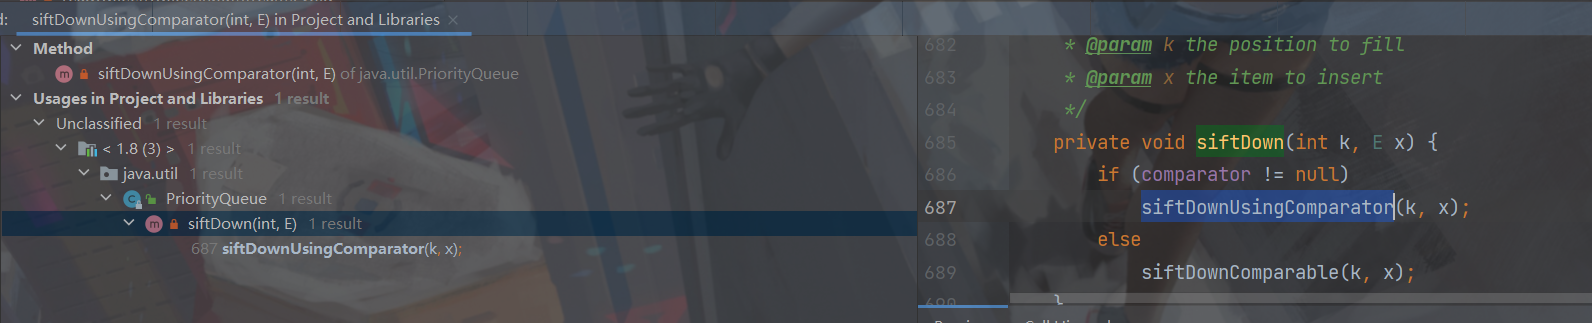 d: siftDownUsingComparator(int, E) in Project and Libraries ×
Method
m siftDownUsingComparator(int, E) of java.util.PriorityQueue
Usages in Project and Libraries 1 result
Unclassified 1 result
< 1.8 (3) > 1 result
java.util 1 result
C PriorityQueue 1 result
m siftDown(int, E) 1 result
687 siftDownUsingComparator(k, x);
682 * @param k the position to fill
683 * @param x the item to insert
684 */
685 private void siftDown(int k, E x) {
686 if (comparator != null)
687 siftDownUsingComparator(k, x);
688 else
689 siftDownComparable(k, x);
690 }